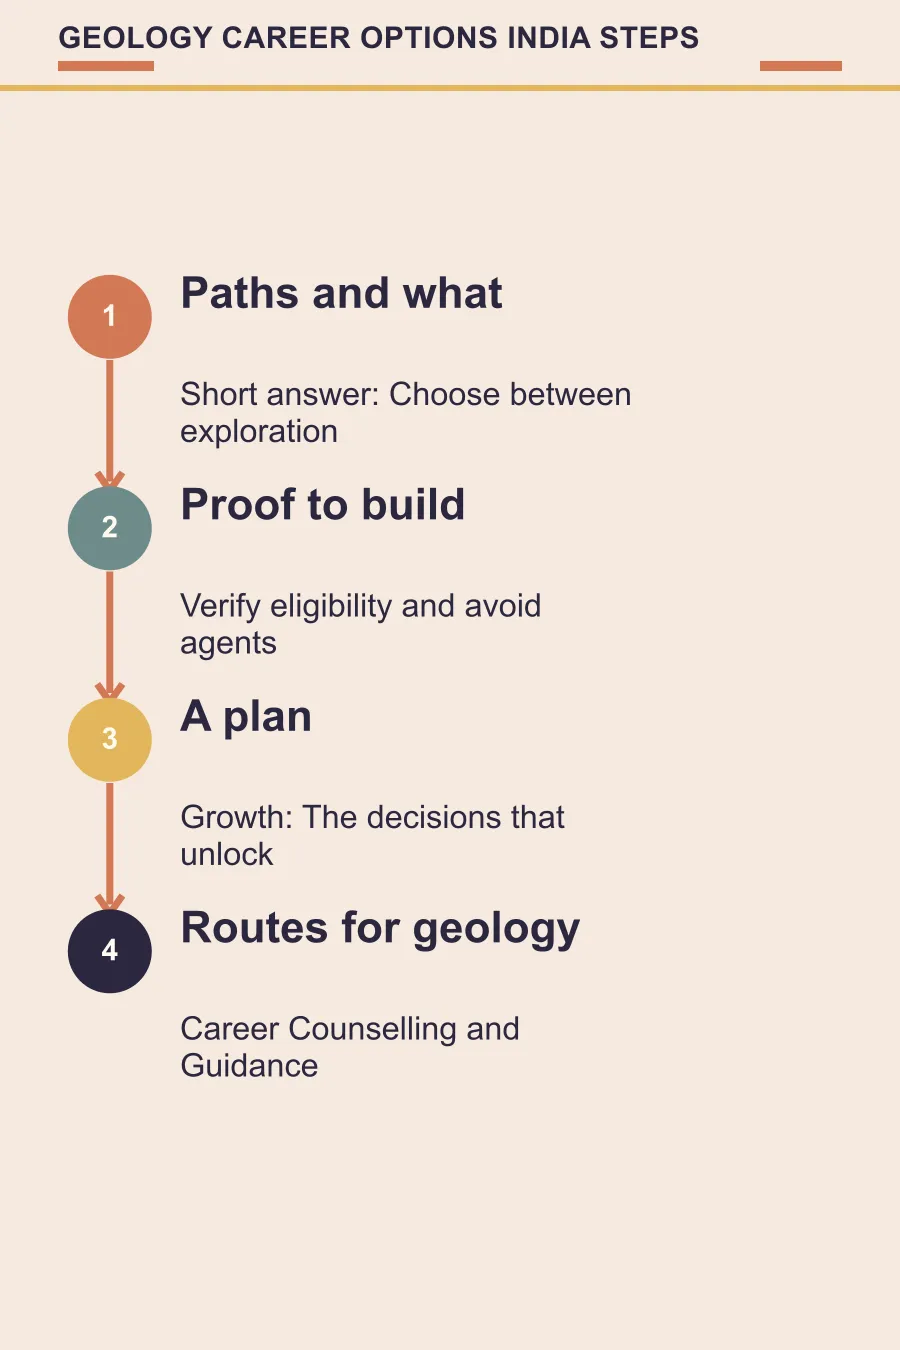 GEOLOGY CAREER OPTIONS INDIA STEPS
1
Paths and what
Short answer: Choose between
exploration
2
Proof to build
Verify eligibility and avoid
agents
3
A plan
Growth: The decisions that
unlock
4
Routes for geology
Career Counselling and
Guidance